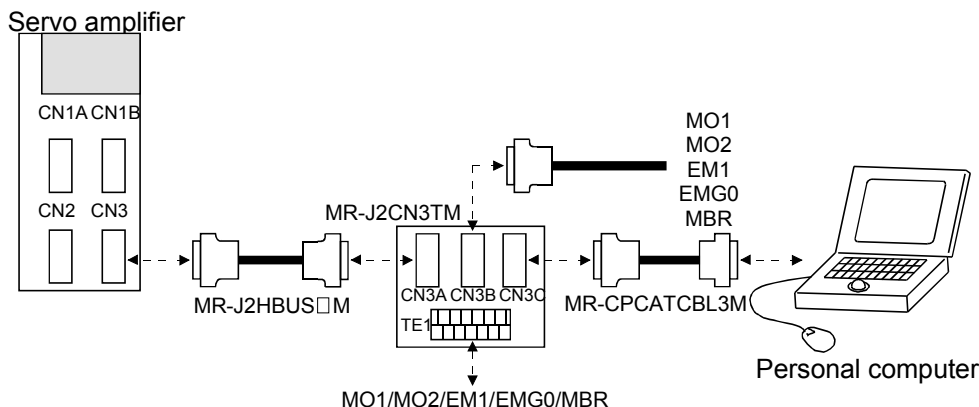 Servo amplifier
CN1A CN1B
CN2 CN3
MO1
MO2
EM1
EMG0
MBR
MR-J2CN3TM
MR-J2HBUS□M
CN3A CN3B CN3C
TE1
MR-CPCATCBL3M
Personal computer
MO1/MO2/EM1/EMG0/MBR